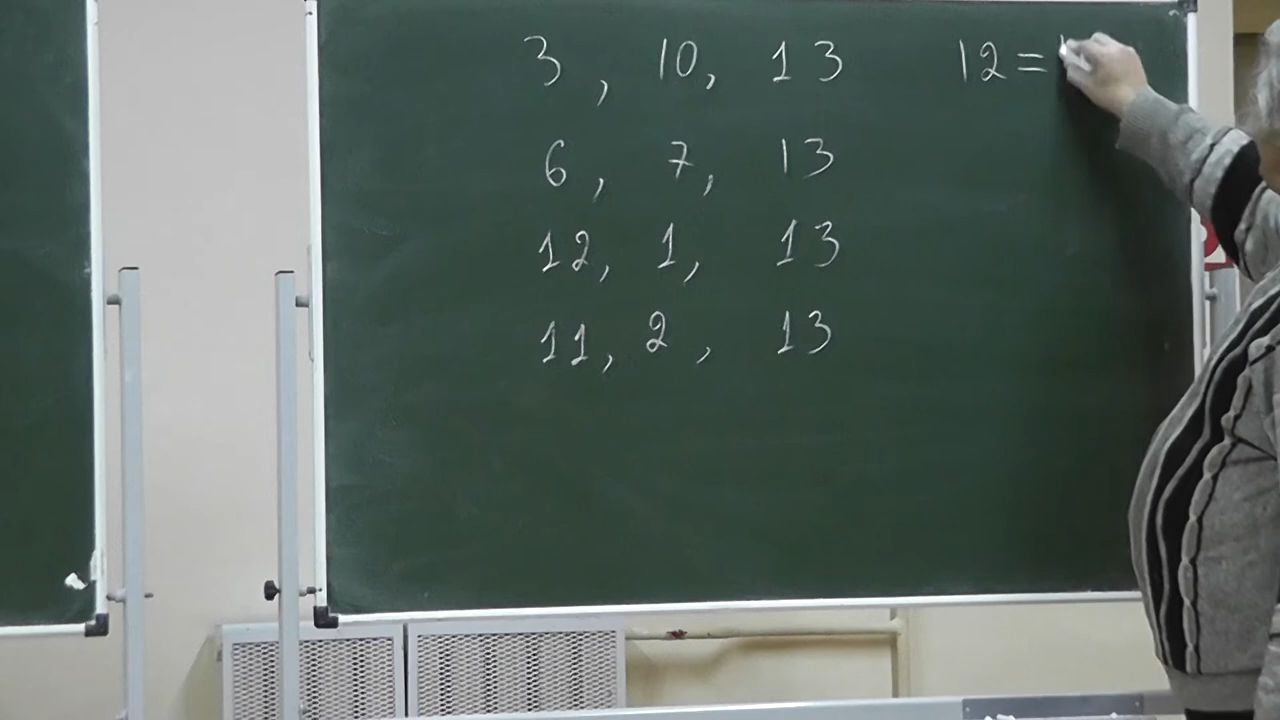 3, 10, 13
12=
6, 7, 13
12, 1, 13
11, 2, 13